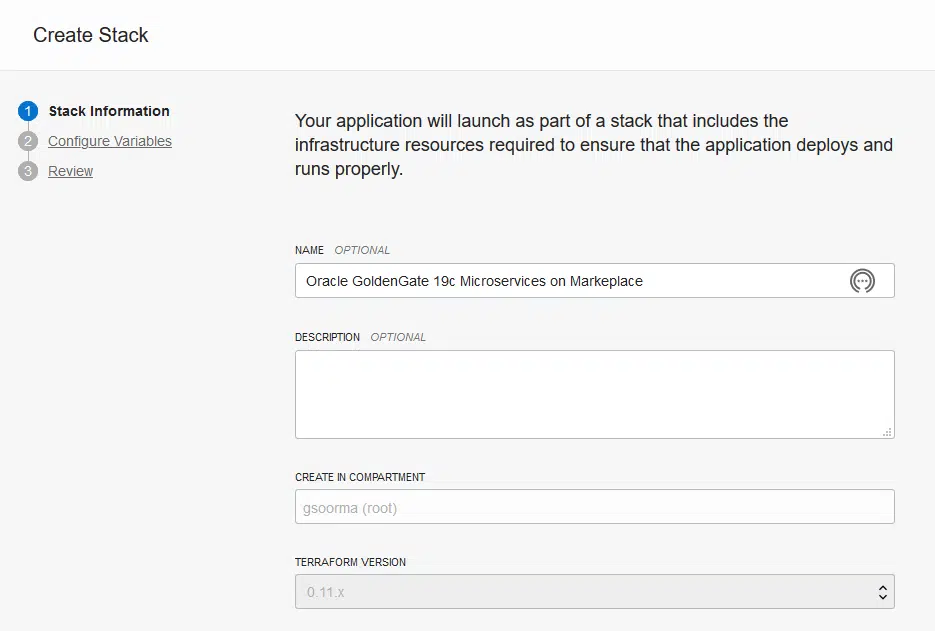 Create Stack
1 Stack Information
2 Configure Variables
3 Review
Your application will launch as part of a stack that includes the
infrastructure resources required to ensure that the application deploys and
runs properly.
NAME OPTIONAL
Oracle GoldenGate 19c Microservices on Markeplace
DESCRIPTION OPTIONAL
CREATE IN COMPARTMENT
gsoorma (root)
TERRAFORM VERSION
0.11.x